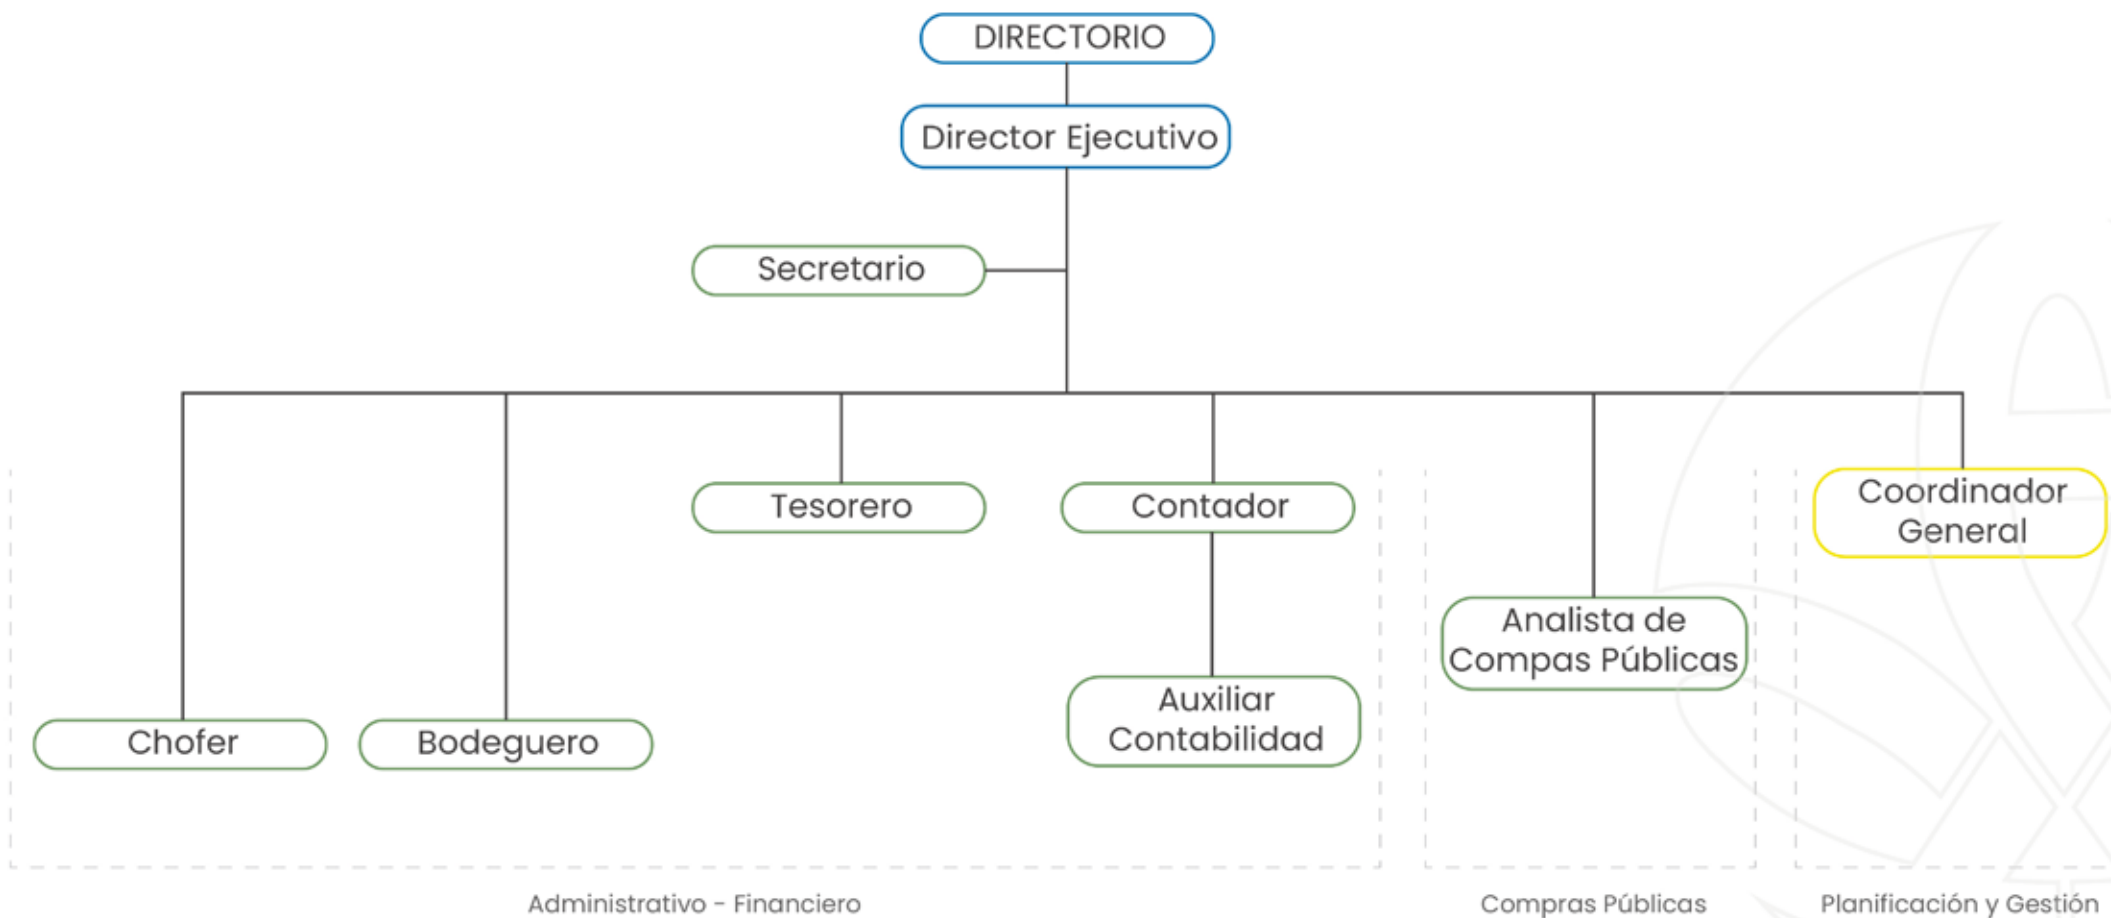 DIRECTORIO
Director Ejecutivo
Secretario
Tesorero
Contador
Coordinador
General
Analista de
Compas Públicas
Auxiliar
Contabilidad
Chofer
Bodeguero
Administrativo - Financiero
Compras Públicas
Planificación y Gestión